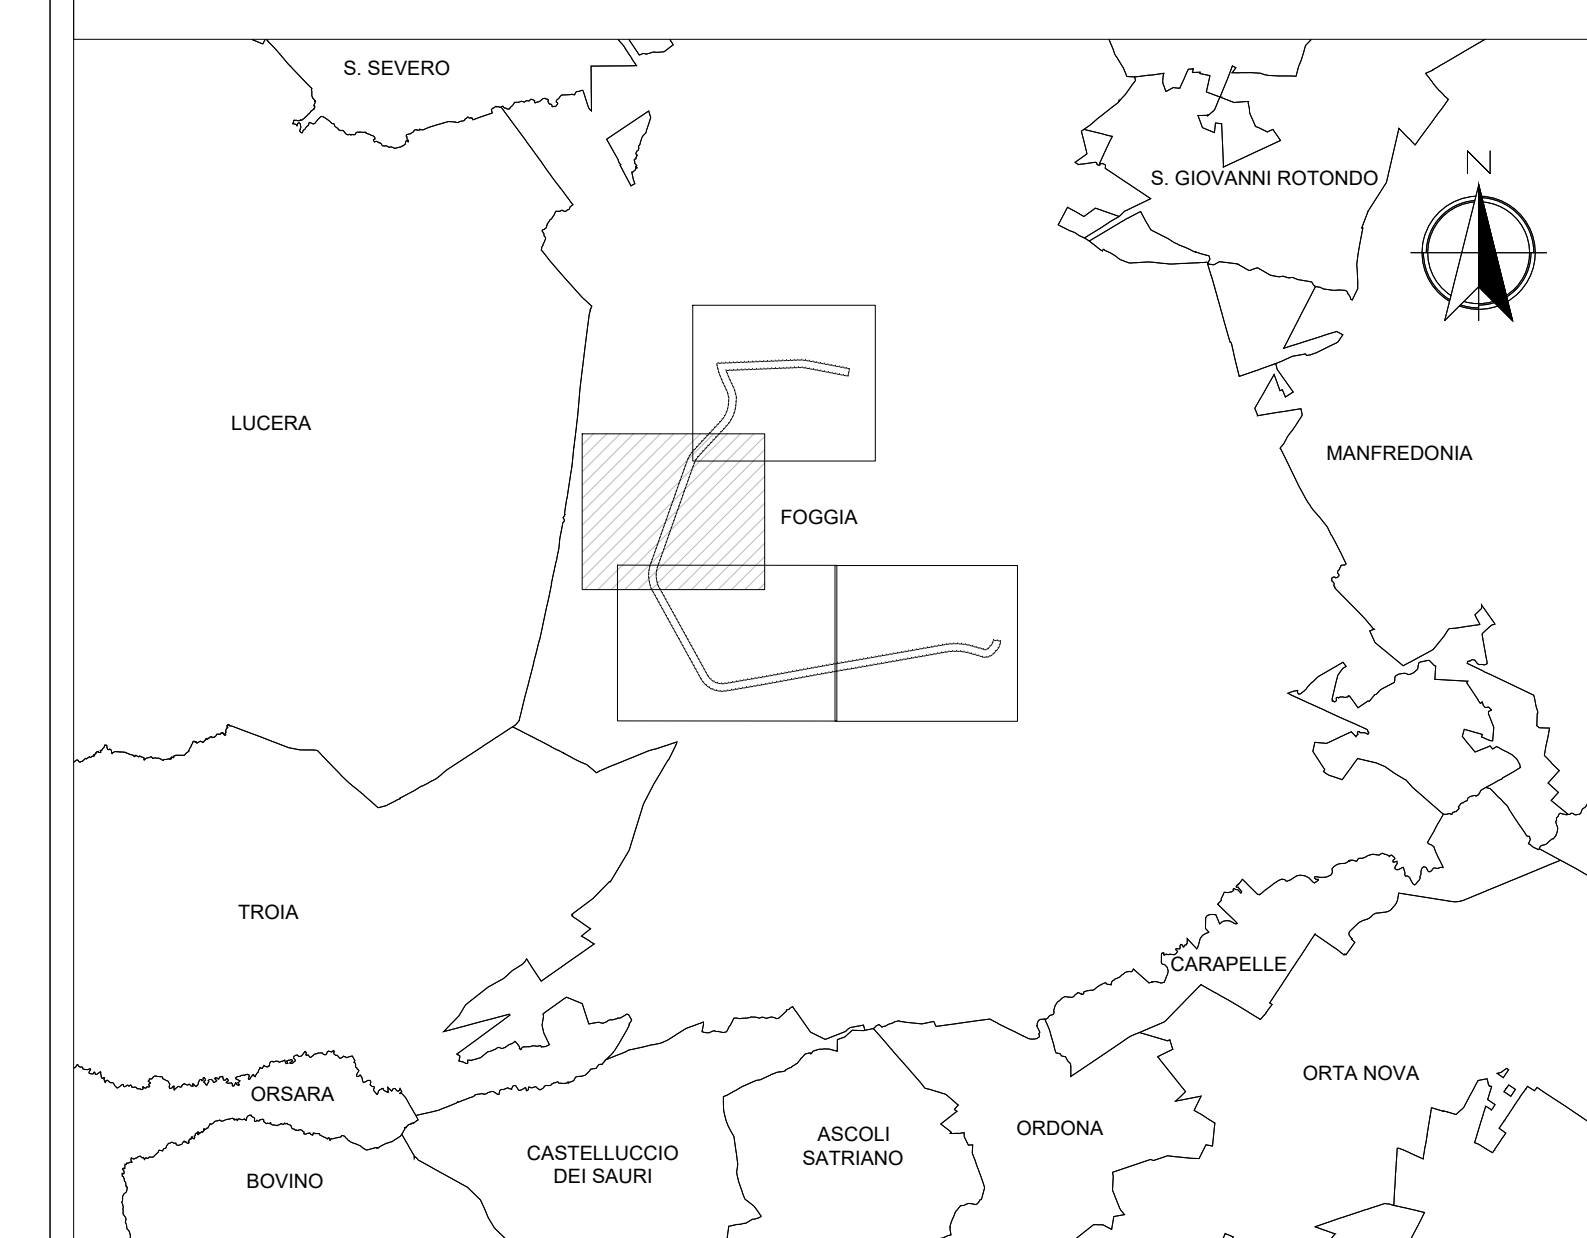 S. SEVERO
N
S. GIOVANNI ROTONDO
LUCERA
MANFREDONIA
FOGGIA
TROIA
CARAPELLE
ORTA NOVA
ORSARA
ORDONA
ASCOLI
SATRIANO
CASTELLUCCIO
DEI SAURI
BOVINO